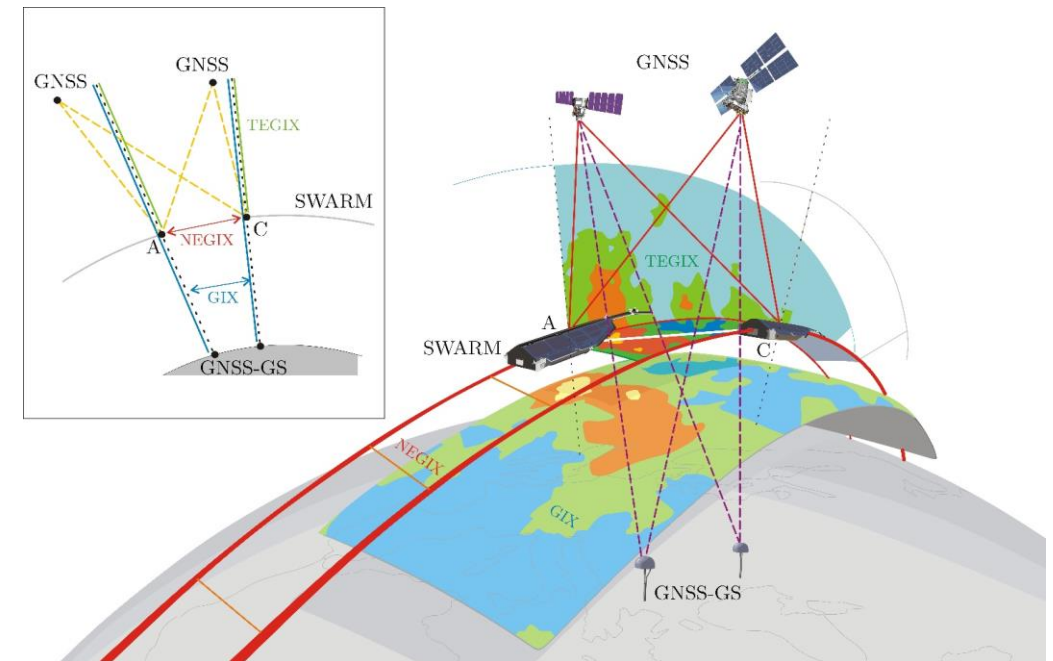 GNSS
GNSS
TEGIX
SWARM
A
C
NEGIX
GIX
GNSS-GS
GNSS
TEGIX
A
SWARM
C
NEGIX
GIX
GNSS-GS